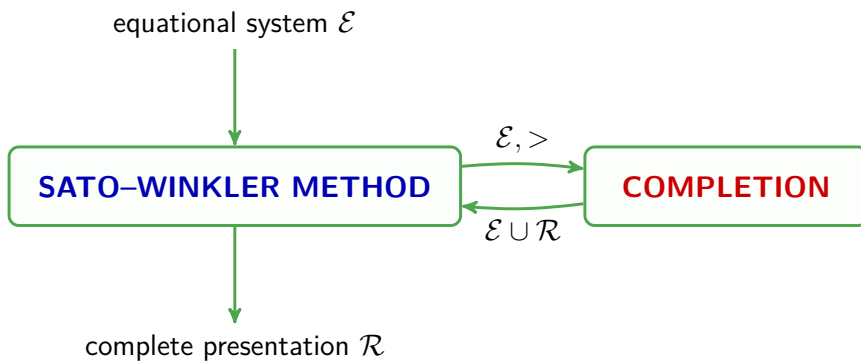 equational system ℰ
ℰ, >
SATO–WINKLER METHOD
COMPLETION
ℰ ∪ ℛ
complete presentation ℛ